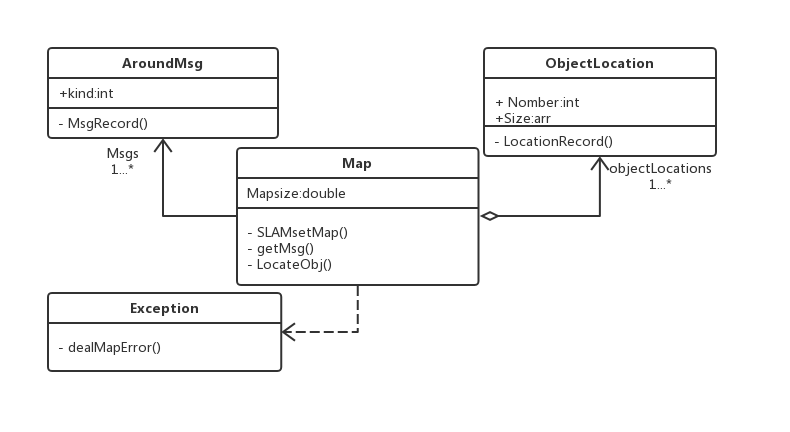 AroundMsg
+kind:int
- MsgRecord()
Msgs
1...*
ObjectLocation
+ Nomber:int
+Size:arr
- LocationRecord()
objectLocations
1...*
Map
Mapsize:double
- SLAMsetMap()
- getMsg()
- LocateObj()
Exception
- dealMapError()